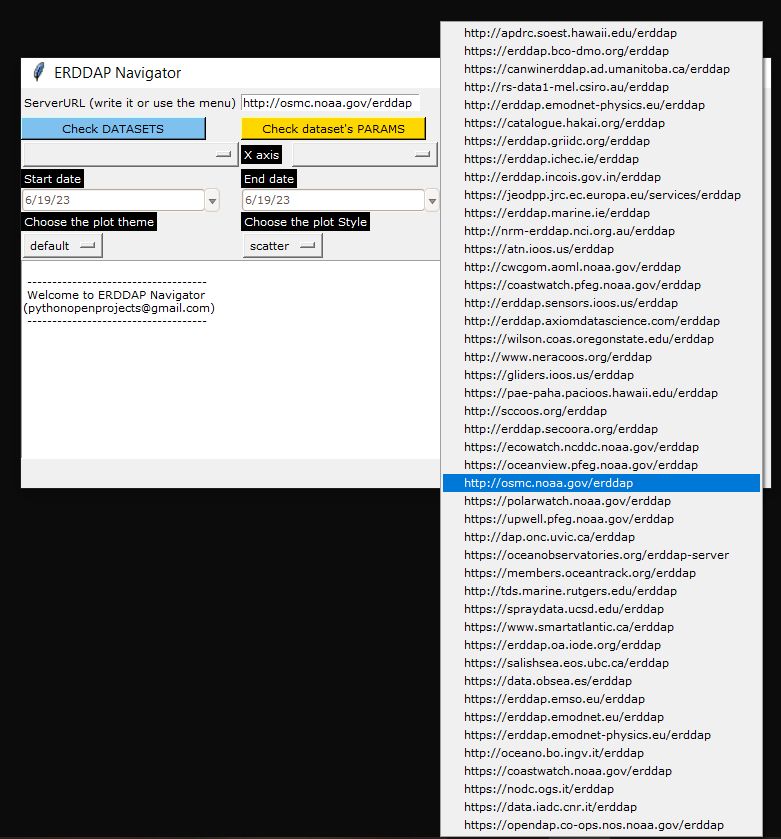 ERDDAP Navigator
ServerURL (write it or use the menu) http://osmc.noaa.gov/erddap
Check DATASETS Check dataset's PARAMS
X axis
Start date End date
6/19/23 6/19/23
Choose the plot theme Choose the plot Style
default scatter
-----------------------------------
Welcome to ERDDAP Navigator
(pythonopenprojects@gmail.com)
-----------------------------------
http://apdrc.soest.hawaii.edu/erddap
https://erddap.bco-dmo.org/erddap
https://canwinerddap.ad.umanitoba.ca/erddap
http://rs-data1-mel.csiro.au/erddap
http://erddap.emodnet-physics.eu/erddap
https://catalogue.hakai.org/erddap
https://erddap.griidc.org/erddap
https://erddap.ichec.ie/erddap
http://erddap.incois.gov.in/erddap
https://jeodpp.jrc.ec.europa.eu/services/erddap
https://erddap.marine.ie/erddap
http://nrm-erddap.nci.org.au/erddap
https://atn.ioos.us/erddap
http://cwcgom.aoml.noaa.gov/erddap
https://coastwatch.pfeg.noaa.gov/erddap
http://erddap.sensors.ioos.us/erddap
http://erddap.axiomdatascience.com/erddap
https://wilson.coas.oregonstate.edu/erddap
http://www.neracoos.org/erddap
https://gliders.ioos.us/erddap
https://pae-paha.pacioos.hawaii.edu/erddap
http://sccoos.org/erddap
http://erddap.secoora.org/erddap
https://ecowatch.ncddc.noaa.gov/erddap
https://oceanview.pfeg.noaa.gov/erddap
http://osmc.noaa.gov/erddap
https://polarwatch.noaa.gov/erddap
https://upwell.pfeg.noaa.gov/erddap
http://dap.onc.uvic.ca/erddap
https://oceanobservatories.org/erddap-server
https://members.oceantrack.org/erddap
http://tds.marine.rutgers.edu/erddap
https://spraydata.ucsd.edu/erddap
https://www.smartatlantic.ca/erddap
https://erddap.oa.iode.org/erddap
https://salishsea.eos.ubc.ca/erddap
https://data.obsea.es/erddap
https://erddap.emso.eu/erddap
https://erddap.emodnet.eu/erddap
https://erddap.emodnet-physics.eu/erddap
http://oceano.bo.ingv.it/erddap
https://coastwatch.noaa.gov/erddap
https://nodc.ogs.it/erddap
https://data.iadc.cnr.it/erddap
https://opendap.co-ops.nos.noaa.gov/erddap